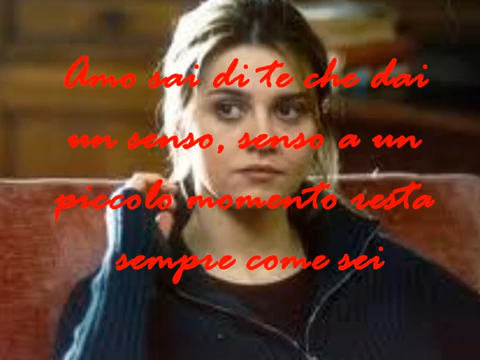 Amo sai di te che dai
un senso, senso a un
piccolo momento resta
sempre come sei